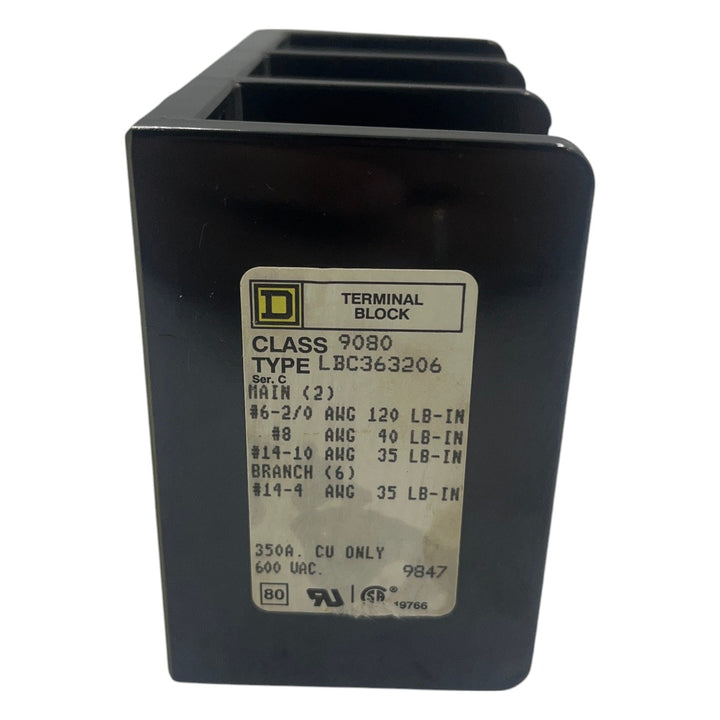 D
TERMINAL
BLOCK
CLASS 9080
TYPE LBC363206
Ser. C
MAIN (2)
#6-2/0 AWG 120 LB-IN
#8 AWG 40 LB-IN
#14-10 AWG 35 LB-IN
BRANCH (6)
#14-4 AWG 35 LB-IN
350A. CU ONLY
600 VAC. 9847
80 RU SA ®
19766